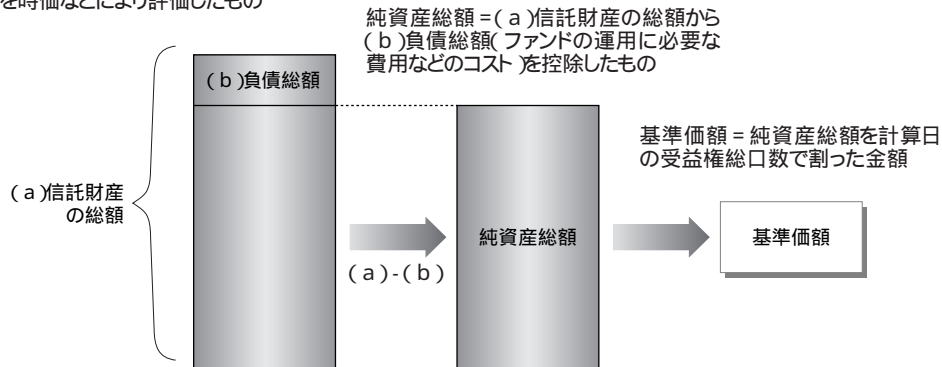 を時価などにより評価したもの
純資産総額=(a)信託財産の総額から
(b)負債総額(ファンドの運用に必要な
費用などのコスト)を控除したもの
(b)負債総額
基準価額=純資産総額を計算日
の受益権総口数で割った金額
(a)信託財産
の総額
純資産総額
基準価額
(a)-(b)